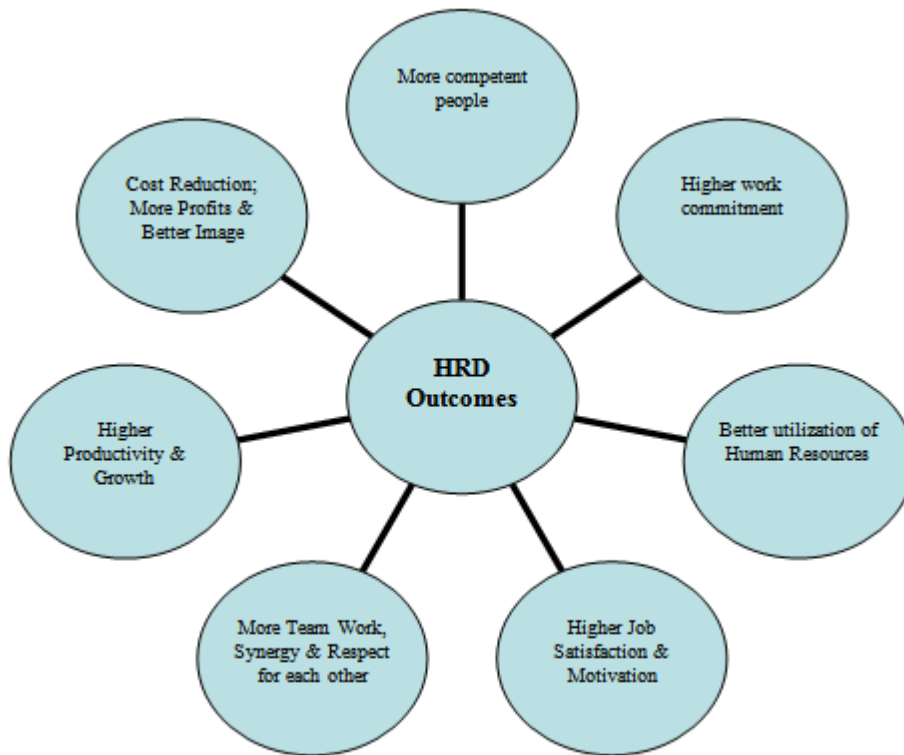 More competent
people
Cost Reduction;
More Profits &
Better Image
Higher work
commitment
HRD
Outcomes
Higher
Productivity &
Growth
Better utilization of
Human Resources
More Team Work,
Synergy & Respect
for each other
Higher Job
Satisfaction &
Motivation